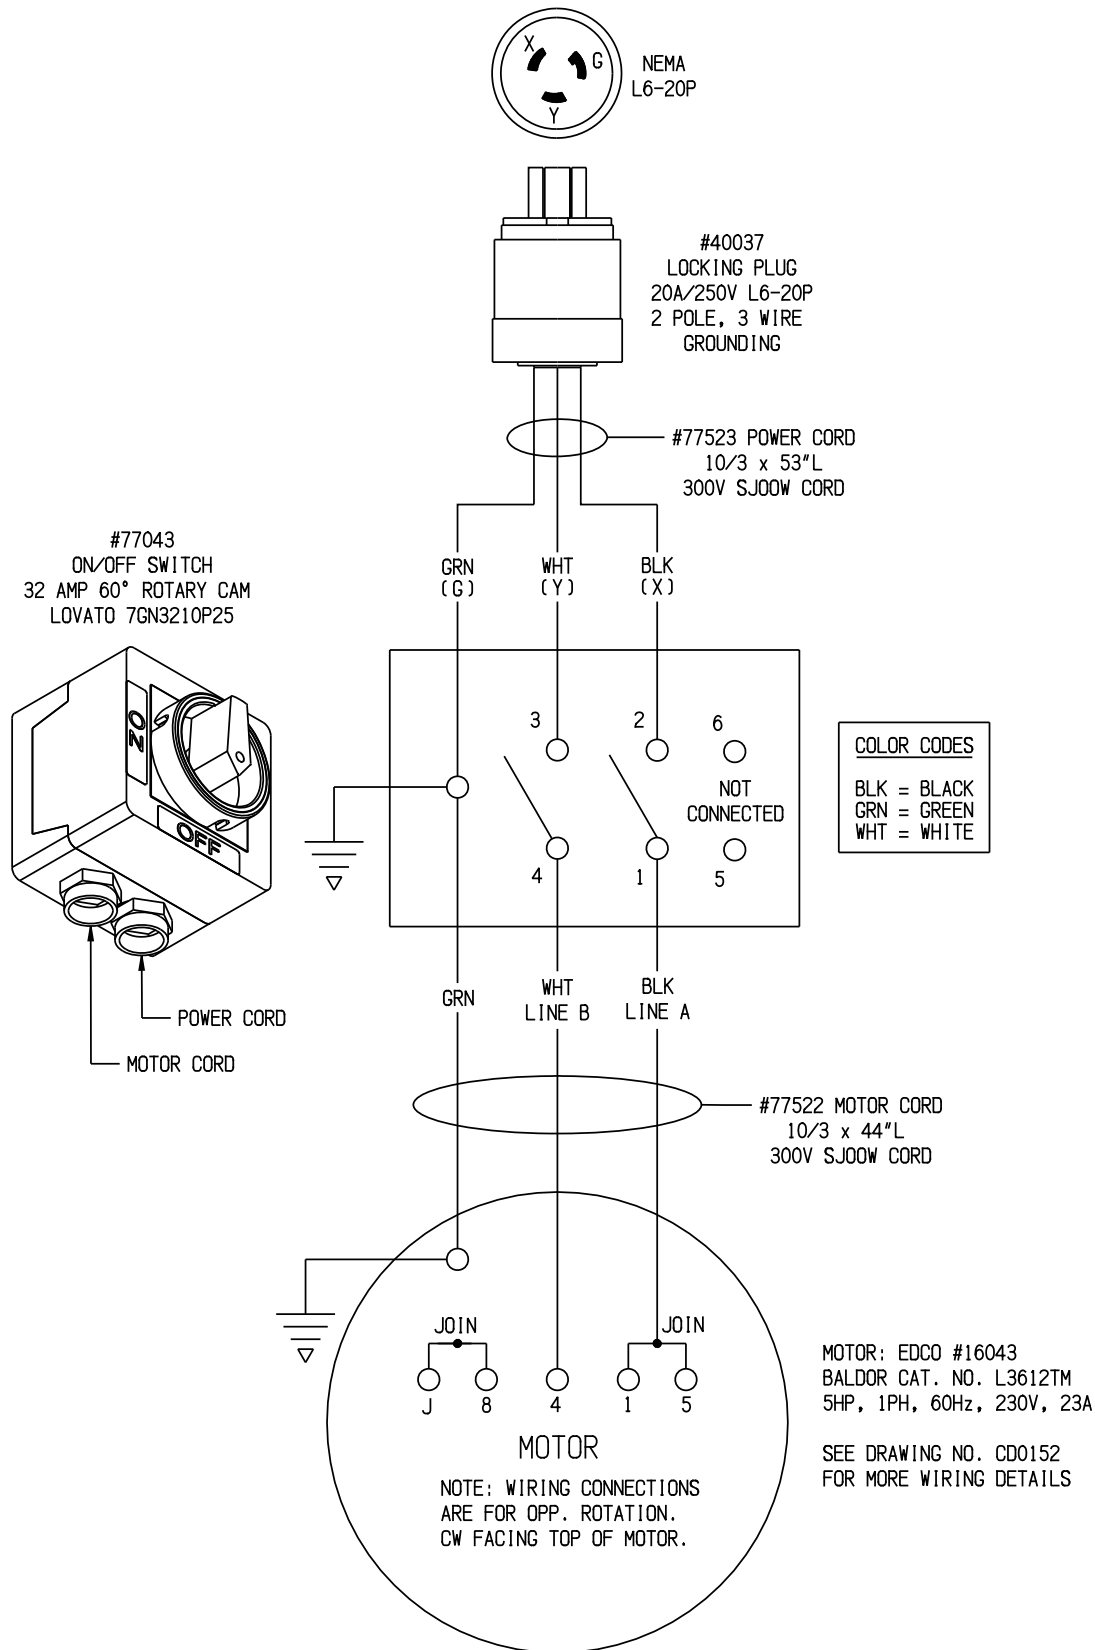 X
G
Y
NEMA
L6-20P
#40037
LOCKING PLUG
20A/250V L6-20P
2 POLE, 3 WIRE
GROUNDING
#77523 POWER CORD
10/3 x 53"L
300V SJOOW CORD
#77043
ON/OFF SWITCH
32 AMP 60° ROTARY CAM
LOVATO 7GN3210P25
GRN
(G)
WHT
(Y)
BLK
(X)
ON
OFF
3
2
6
NOT
CONNECTED
4
1
5
COLOR CODES
BLK = BLACK
GRN = GREEN
WHT = WHITE
GRN
WHT
LINE B
BLK
LINE A
POWER CORD
MOTOR CORD
#77522 MOTOR CORD
10/3 x 44"L
300V SJOOW CORD
JOIN
JOIN
J
8
4
1
5
MOTOR
NOTE: WIRING CONNECTIONS
ARE FOR OPP. ROTATION.
CW FACING TOP OF MOTOR.
MOTOR: EDCO #16043
BALDOR CAT. NO. L3612TM
5HP, 1PH, 60Hz, 230V, 23A
SEE DRAWING NO. CD0152
FOR MORE WIRING DETAILS